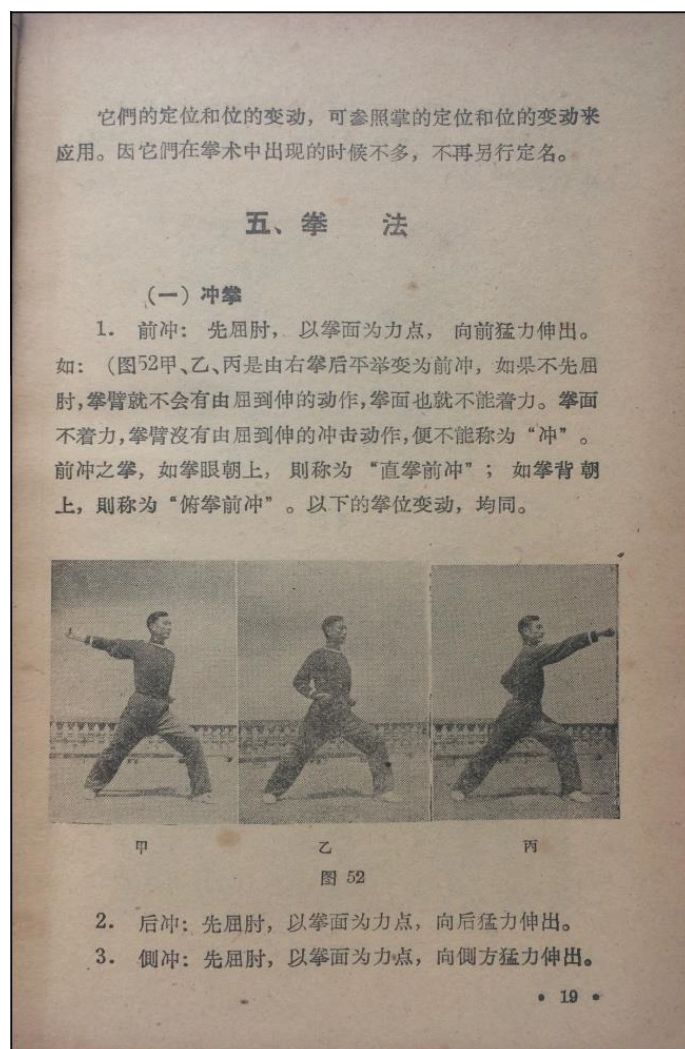 它們的定位和位的变动，可参照掌的定位和位的变动来
应用。因它們在拳术中出现的时候不多，不再另行定名。
五、拳　法
（一）冲拳
1. 前冲：先屈肘，以拳面为力点，向前猛力伸出。
如：（图52甲、乙、丙是由右拳后平举变为前冲，如果不先屈
肘，拳臂就不会有由屈到伸的动作，拳面也就不能着力。拳面
不着力，拳臂沒有由屈到伸的冲击动作，便不能称为“冲”。
前冲之拳，如拳眼朝上，則称为“直拳前冲”；如拳背朝
上，則称为“俯拳前冲”。以下的拳位变动，均同。
甲　乙　丙
图 52
2. 后冲：先屈肘，以拳面为力点，向后猛力伸出。
3. 側冲：先屈肘，以拳面为力点，向側方猛力伸出。
• 19 •